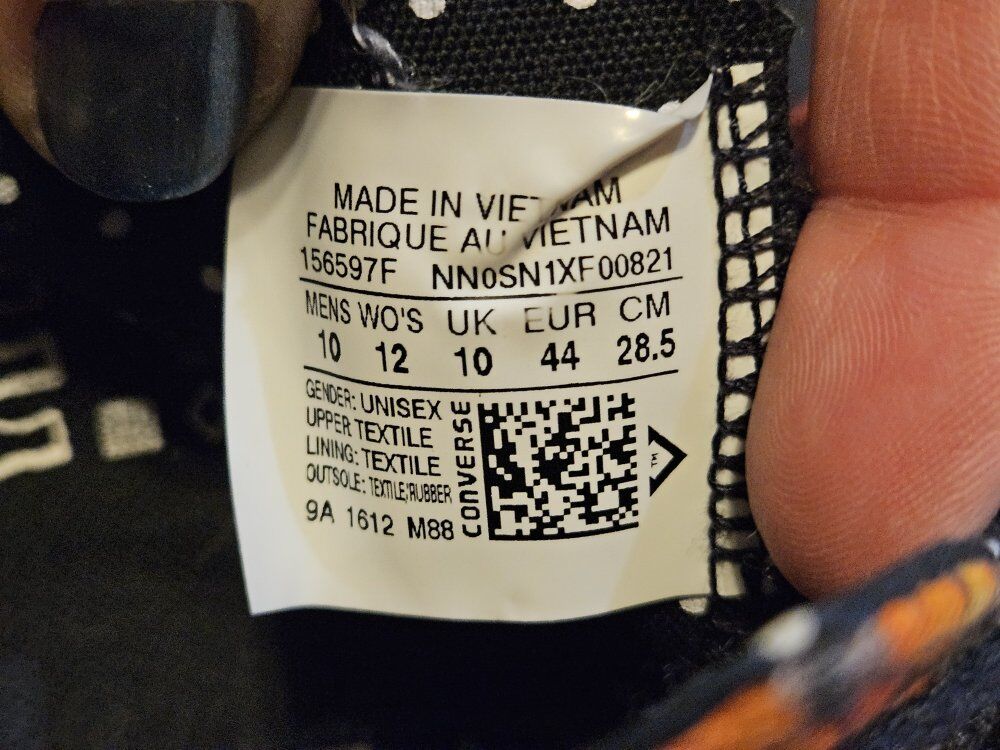 MADE IN VIETNAM
FABRIQUE AU VIETNAM
156597F NN0SN1XF00821
MENS WO'S UK EUR CM
10 12 10 44 28.5
GENDER: UNISEX
UPPER TEXTILE
LINING: TEXTILE
OUTSOLE: TEXTILE/RUBBER
9A 1612 M88
CONVERSE
TM